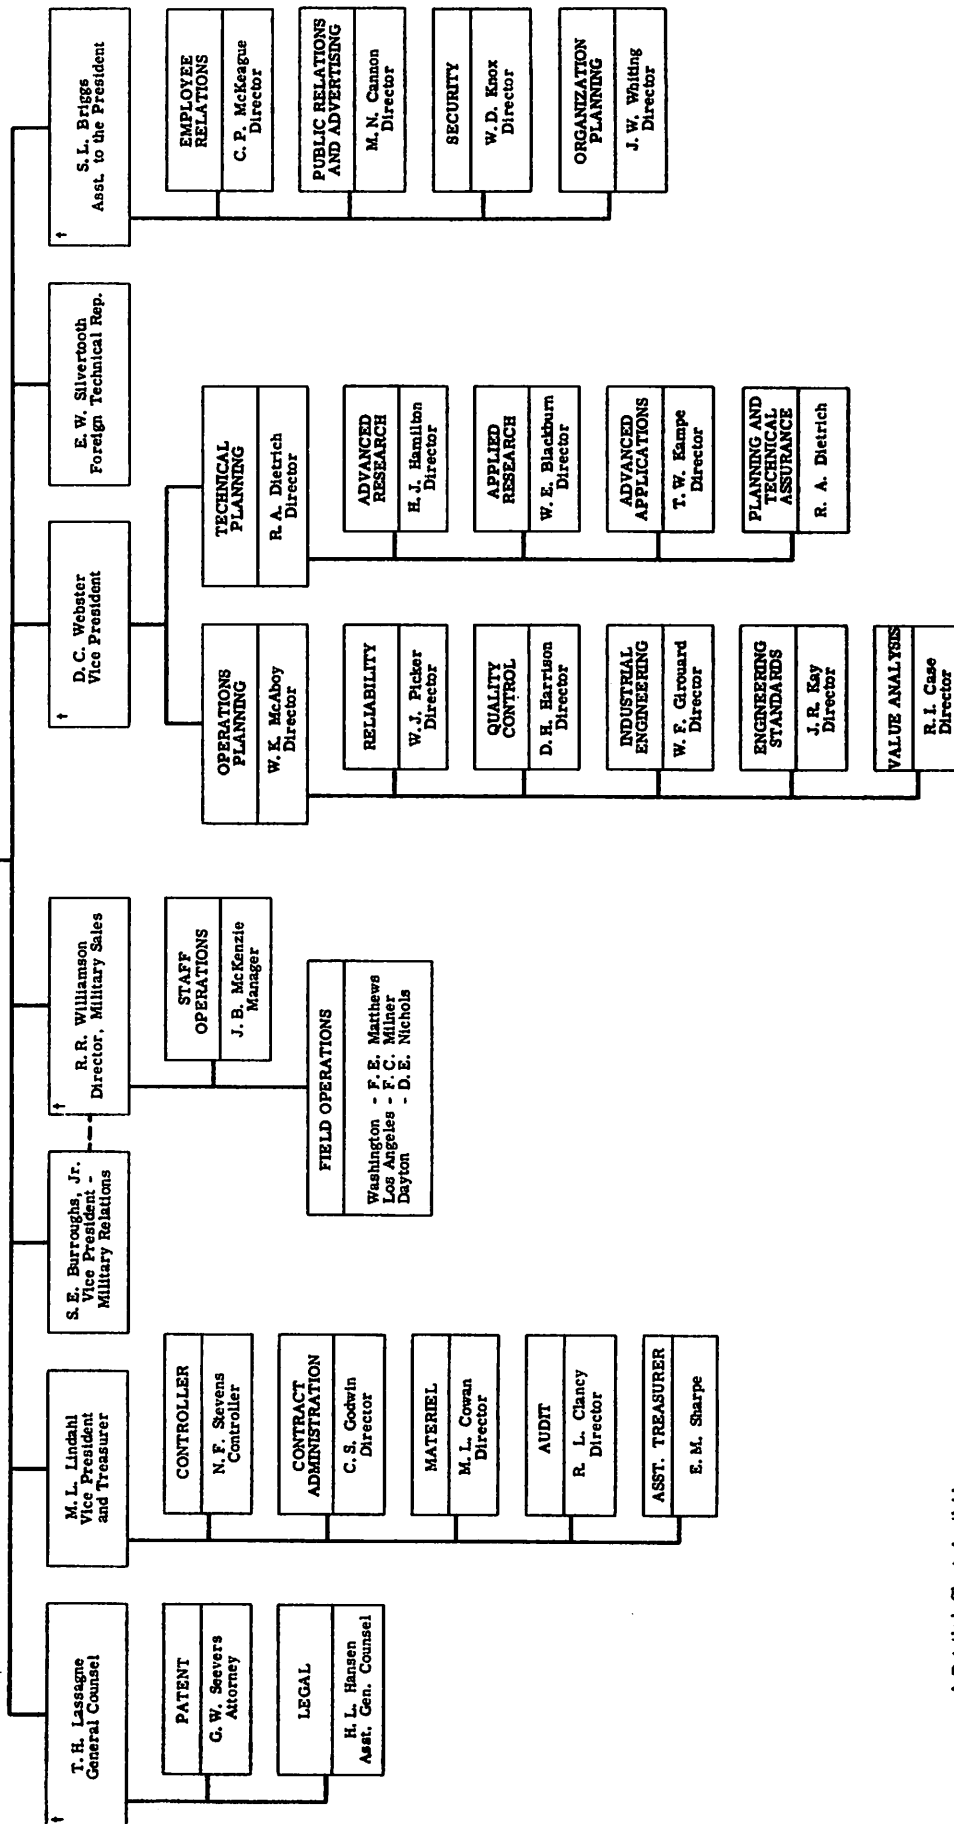 †
T. H. Lassagne
General Counsel
PATENT
G. W. Seevers
Attorney
LEGAL
H. L. Hansen
Asst. Gen. Counsel
M. L. Lindahl
Vice President
and Treasurer
CONTROLLER
N. F. Stevens
Controller
CONTRACT
ADMINISTRATION
C. S. Godwin
Director
MATERIEL
M. L. Cowan
Director
AUDIT
R. L. Clancy
Director
ASST. TREASURER
E. M. Sharpe
S. E. Burroughs, Jr.
Vice President -
Military Relations
†
R. R. Williamson
Director, Military Sales
STAFF
OPERATIONS
J. B. McKenzie
Manager
FIELD OPERATIONS
Washington - F. E. Matthews
Los Angeles - F. C. Milner
Dayton - D. E. Nichols
†
D. C. Webster
Vice President
OPERATIONS
PLANNING
W. K. McAboy
Director
RELIABILITY
W. J. Picker
Director
QUALITY
CONTROL
D. H. Harrison
Director
INDUSTRIAL
ENGINEERING
W. F. Girouard
Director
ENGINEERING
STANDARDS
J. R. Kay
Director
VALUE ANALYSIS
R. I. Case
Director
TECHNICAL
PLANNING
R. A. Dietrich
Director
ADVANCED
RESEARCH
H. J. Hamilton
Director
APPLIED
RESEARCH
W. E. Blackburn
Director
ADVANCED
APPLICATIONS
T. W. Kampe
Director
PLANNING AND
TECHNICAL
ASSURANCE
R. A. Dietrich
E. W. Silvertooth
Foreign Technical Rep.
†
S. L. Briggs
Asst. to the President
EMPLOYEE
RELATIONS
C. P. McKeague
Director
PUBLIC RELATIONS
AND ADVERTISING
M. N. Cannon
Director
SECURITY
W. D. Knox
Director
ORGANIZATION
PLANNING
J. W. Whiting
Director